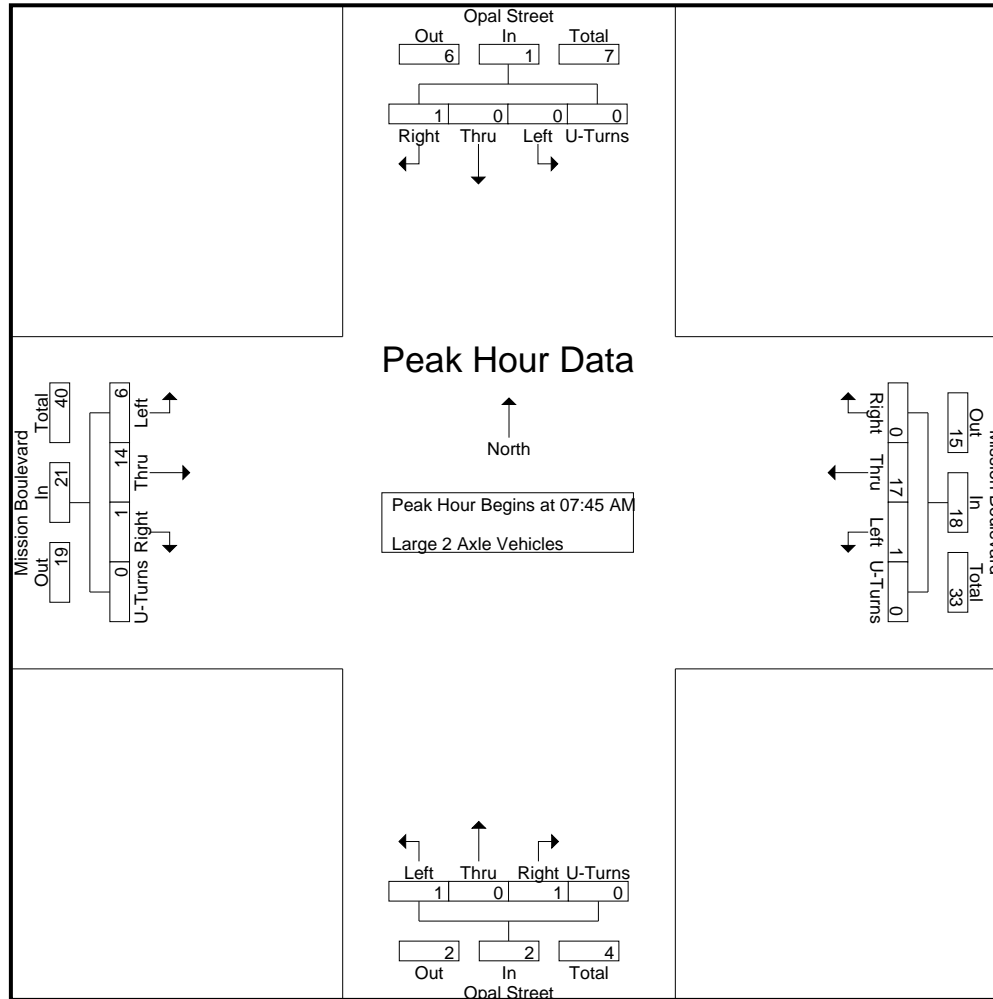 Opal Street
Out In Total
6 1 7
1 0 0 0
Right Thru Left U-Turns
Peak Hour Data
North
Peak Hour Begins at 07:45 AM
Large 2 Axle Vehicles
Mission Boulevard
Out In Total
19 21 40
U-Turns Right Thru Left
0 1 14 6
Mission Boulevard
Out In Total
15 18 33
0 17 1 0
Right Thru Left U-Turns
Left Thru Right U-Turns
1 0 1 0
2 2 4
Out In Total
Opal Street